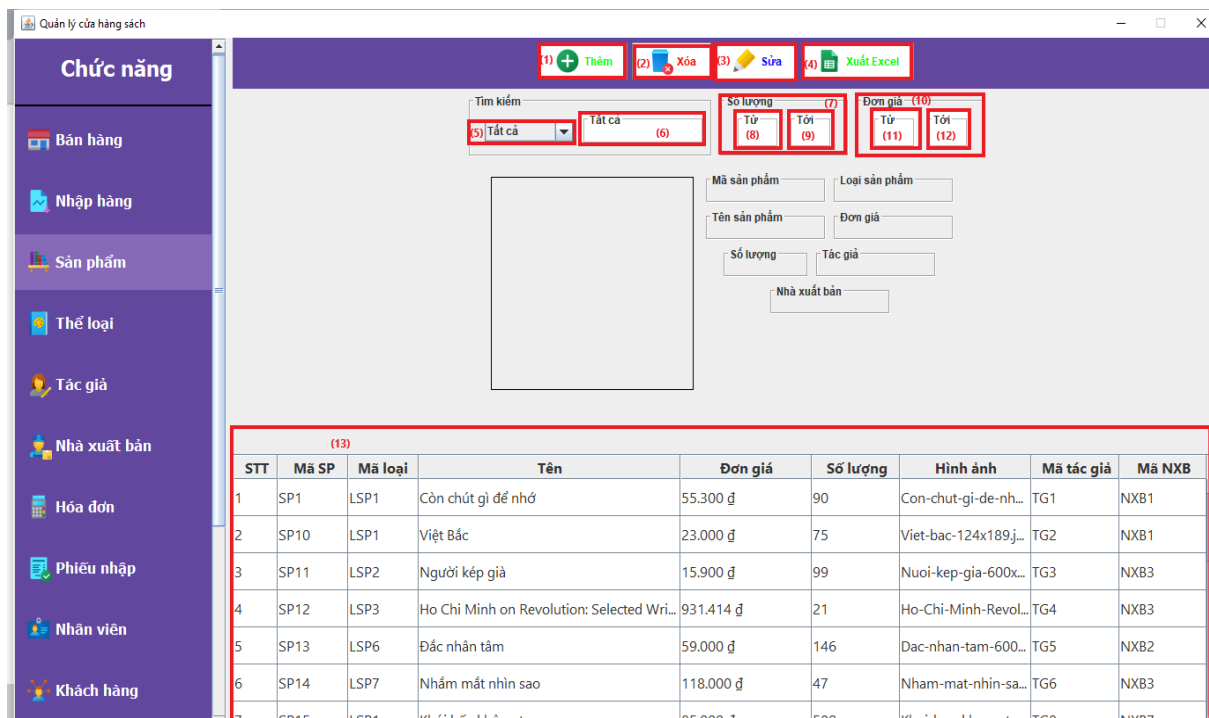 Quản lý cửa hàng sách
Chức năng
Bán hàng
Nhập hàng
Sản phẩm
Thể loại
Tác giả
Nhà xuất bản
Hóa đơn
Phiếu nhập
Nhân viên
Khách hàng
(1) Thêm (2) Xóa (3) Sửa (4) Xuất Excel
Tìm kiếm Số lượng (7) Đơn giá (10)
(5) Tất cả Tất cả (6) Từ (8) Tới (9) Từ (11) Tới (12)
Mã sản phẩm Loại sản phẩm
Tên sản phẩm Đơn giá
Số lượng Tác giả
Nhà xuất bản
(13)
STT Mã SP Mã loại Tên Đơn giá Số lượng Hình ảnh Mã tác giả Mã NXB
1 SP1 LSP1 Còn chút gì để nhớ 55.300 ₫ 90 Con-chut-gi-de-nh... TG1 NXB1
2 SP10 LSP1 Việt Bắc 23.000 ₫ 75 Viet-bac-124x189.j... TG2 NXB1
3 SP11 LSP2 Người kép già 15.900 ₫ 99 Nuoi-kep-gia-600x... TG3 NXB3
4 SP12 LSP3 Ho Chi Minh on Revolution: Selected Wri... 931.414 ₫ 21 Ho-Chi-Minh-Revol... TG4 NXB3
5 SP13 LSP6 Đắc nhân tâm 59.000 ₫ 146 Dac-nhan-tam-600... TG5 NXB2
6 SP14 LSP7 Nhắm mắt nhìn sao 118.000 ₫ 47 Nham-mat-nhin-sa... TG6 NXB3